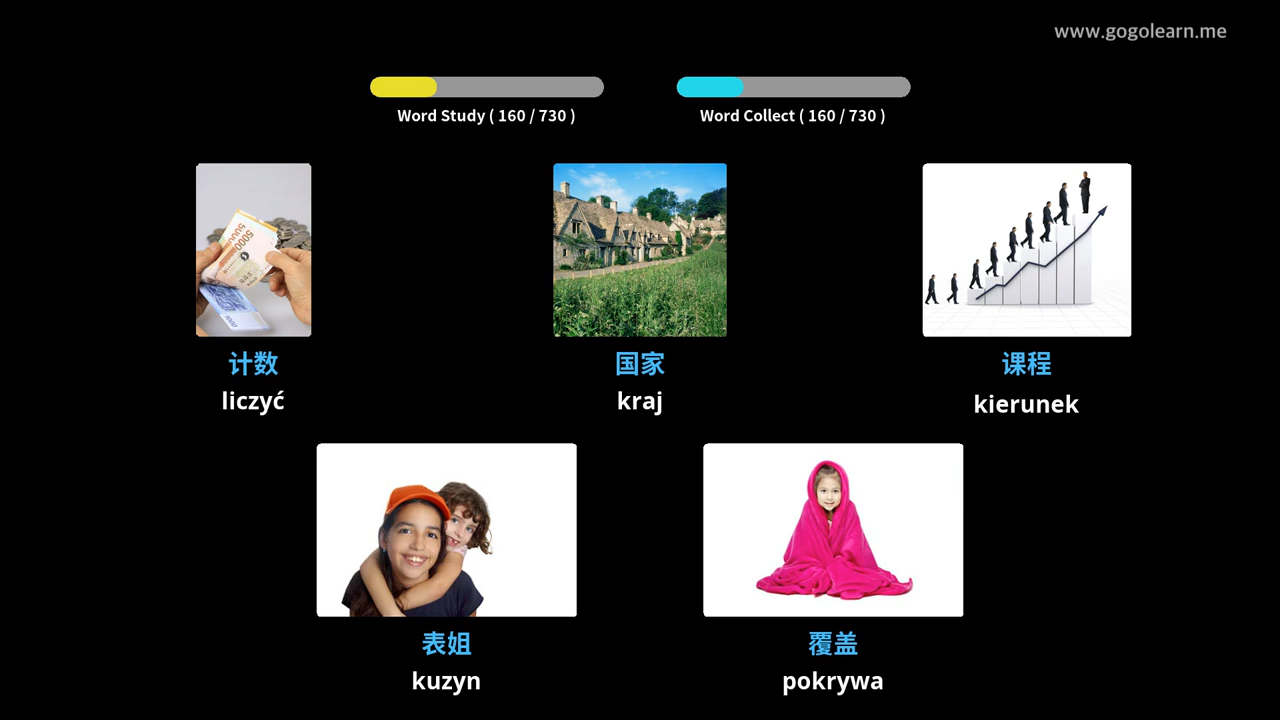 www.gogolearn.me
Word Study ( 160 / 730 )
Word Collect ( 160 / 730 )
5000
计数
liczyć
国家
kraj
课程
kierunek
表姐
kuzyn
覆盖
pokrywa